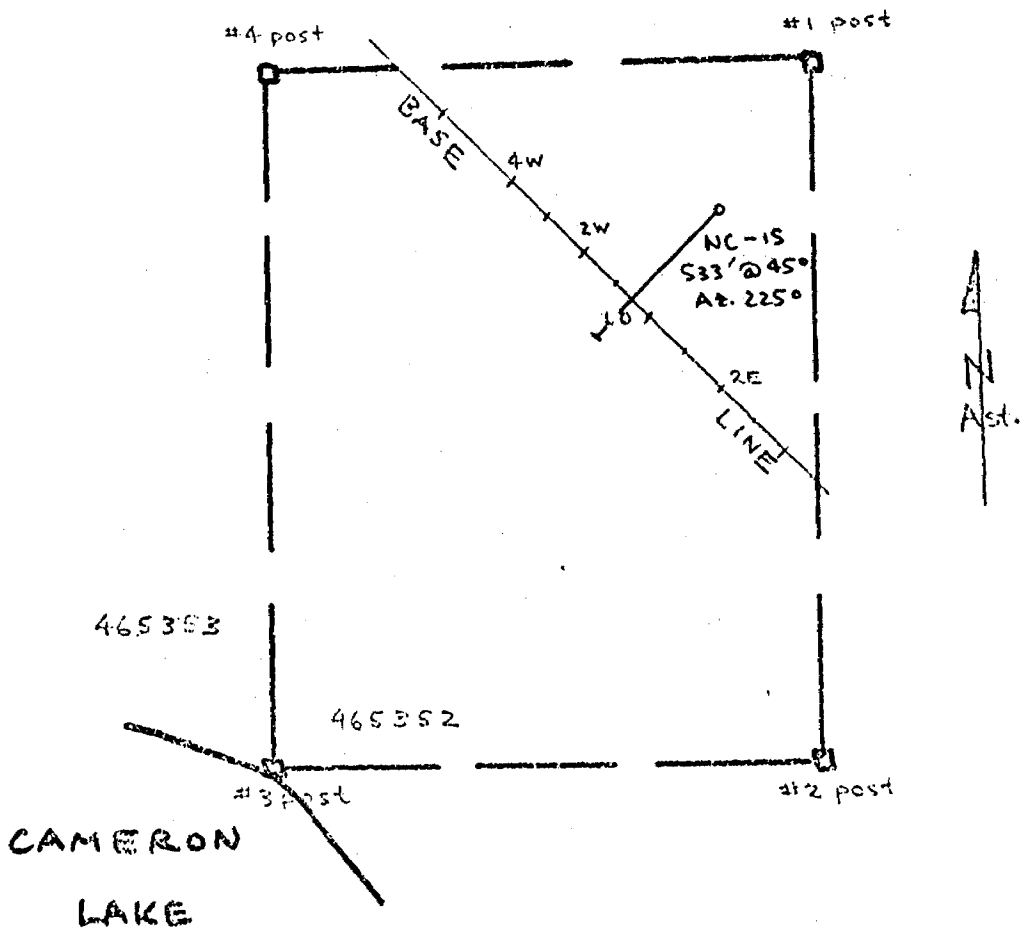 #4 post
#1 post
BASE
4W
2W
NC-15
533' @ 45°
Az. 225°
2E
LINE
N
Ast.
465353
465352
#3 post
#2 post
CAMERON
LAKE